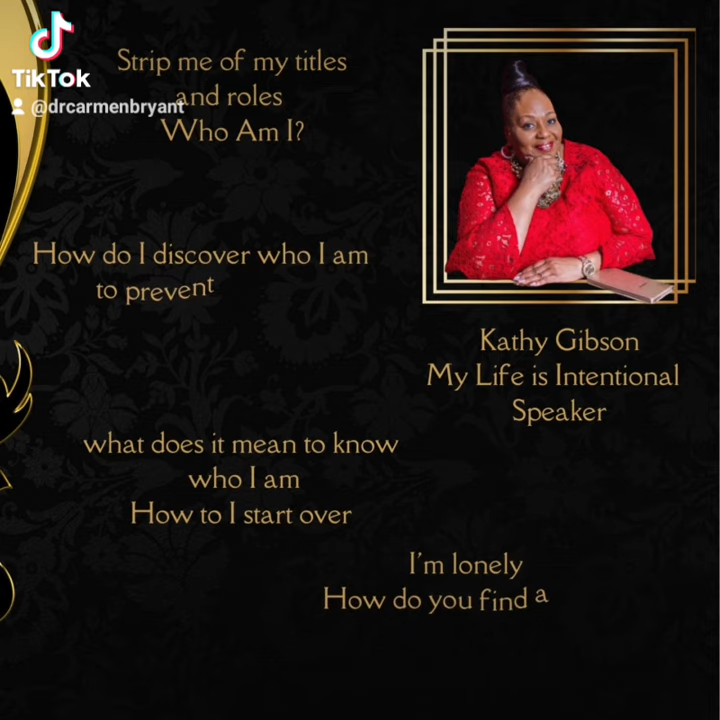 TikTok
@drcarmenbryant
Strip me of my titles
and roles
Who Am I?
How do I discover who I am
to prevent
Kathy Gibson
My Life is Intentional
Speaker
what does it mean to know
who I am
How to I start over
I'm lonely
How do you find a